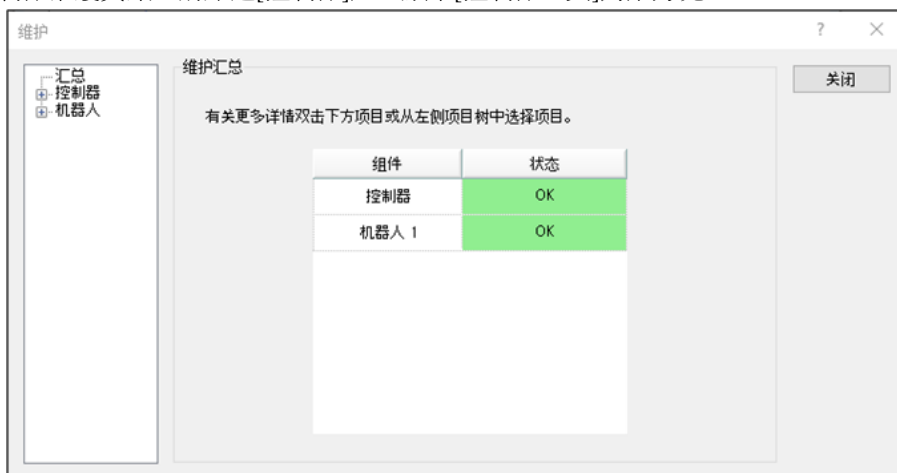 维护
? ×
汇总
控制器
机器人
维护汇总
关闭
有关更多详情双击下方项目或从左侧项目树中选择项目。
组件 状态
控制器 OK
机器人 1 OK